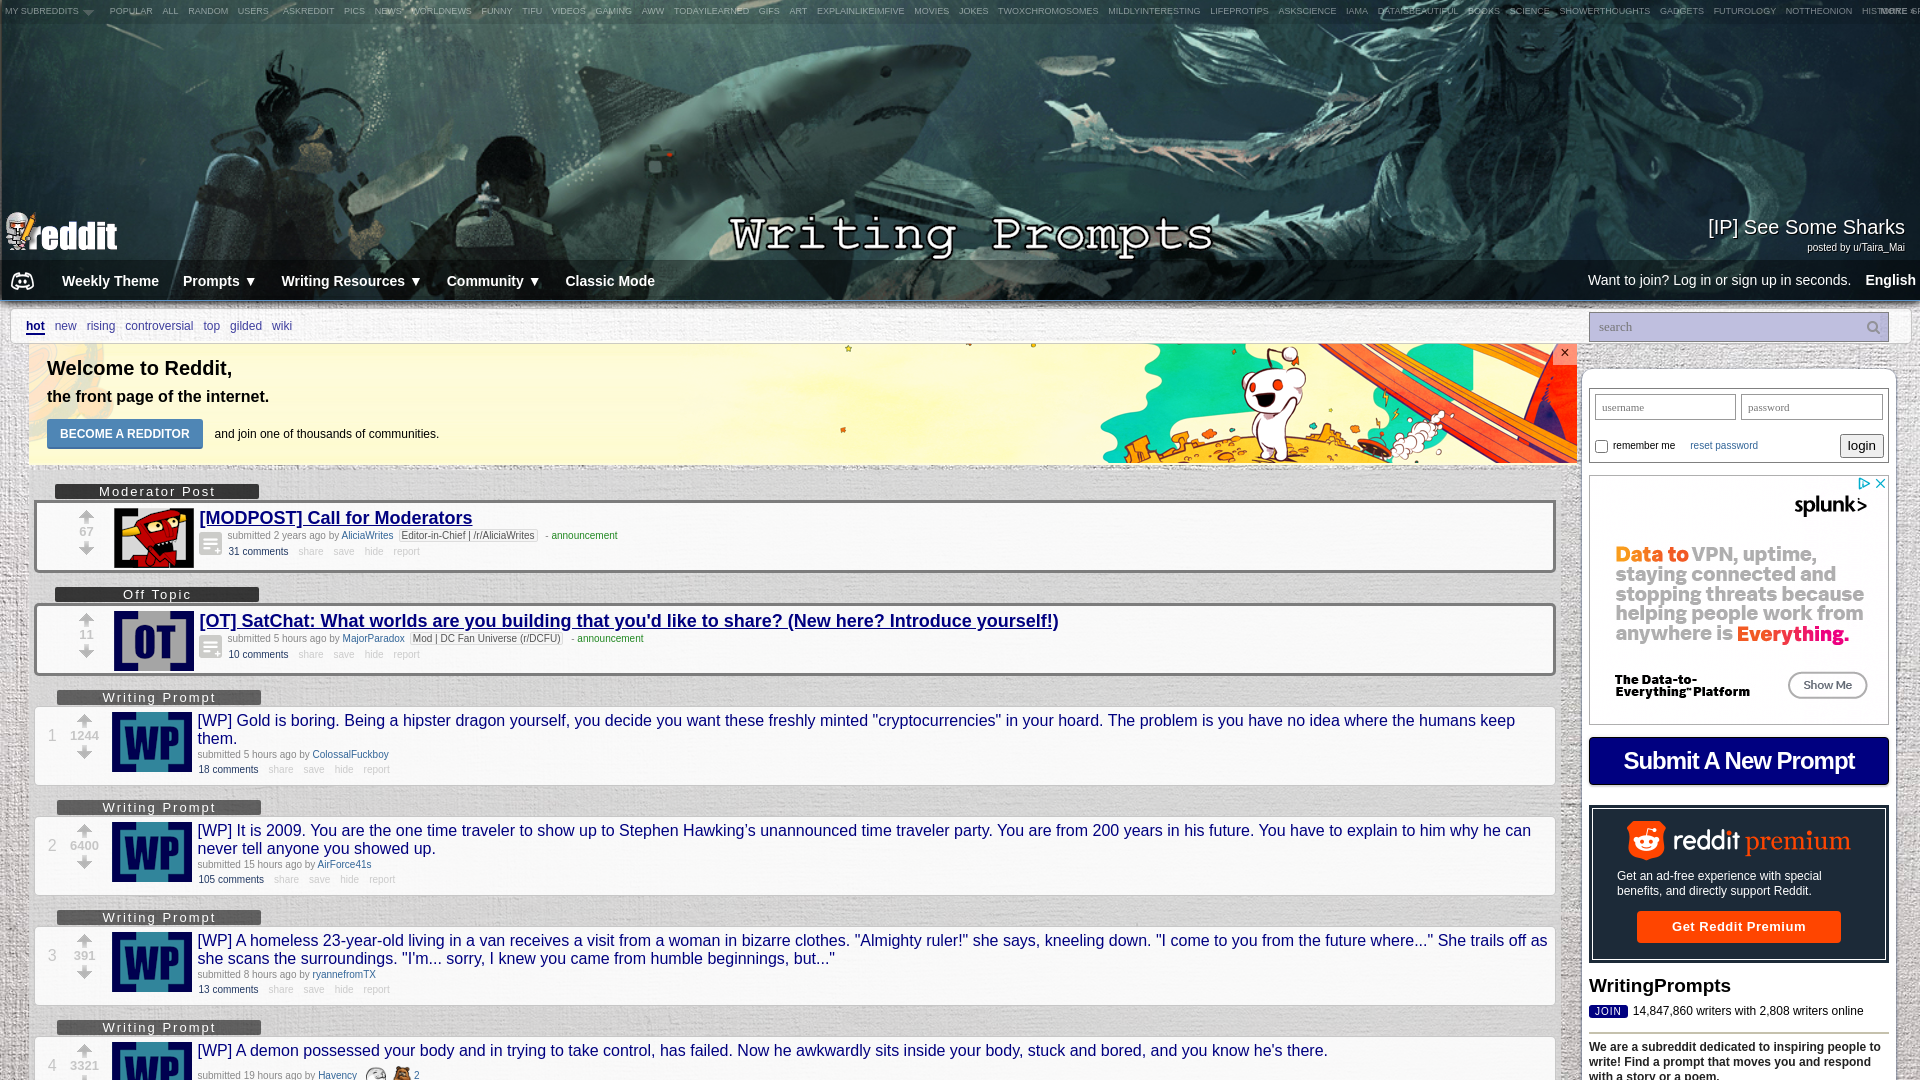 MY SUBREDDITS POPULAR ALL RANDOM USERS ASKREDDIT PICS NEWS WORLDNEWS FUNNY TIFU VIDEOS GAMING AWW TODAYILEARNED GIFS ART EXPLAINLIKEIMFIVE MOVIES JOKES TWOXCHROMOSOMES MILDLYINTERESTING LIFEPROTIPS ASKSCIENCE IAMA DATAISBEAUTIFUL BOOKS SCIENCE SHOWERTHOUGHTS GADGETS FUTUROLOGY NOTTHEONION
reddit
Writing Prompts
[IP] See Some Sharks
posted by u/Taira_Mai
Weekly Theme Prompts ▼ Writing Resources ▼ Community ▼ Classic Mode
Want to join? Log in or sign up in seconds. English
hot new rising controversial top gilded wiki
search
Welcome to Reddit,
the front page of the internet.
BECOME A REDDITOR and join one of thousands of communities.
×
Moderator Post
67
[MODPOST] Call for Moderators
submitted 2 years ago by AliciaWrites Editor-in-Chief | /r/AliciaWrites - announcement
31 comments share save hide report
Off Topic
11
[OT]
[OT] SatChat: What worlds are you building that you'd like to share? (New here? Introduce yourself!)
submitted 5 hours ago by MajorParadox Mod | DC Fan Universe (r/DCFU) - announcement
10 comments share save hide report
Writing Prompt
1
1244
[WP]
[WP] Gold is boring. Being a hipster dragon yourself, you decide you want these freshly minted "cryptocurrencies" in your hoard. The problem is you have no idea where the humans keep
them.
submitted 5 hours ago by ColossalFuckboy
18 comments share save hide report
Writing Prompt
2
6400
[WP]
[WP] It is 2009. You are the one time traveler to show up to Stephen Hawking’s unannounced time traveler party. You are from 200 years in his future. You have to explain to him why he can
never tell anyone you showed up.
submitted 15 hours ago by AirForce41s
105 comments share save hide report
Writing Prompt
3
391
[WP]
[WP] A homeless 23-year-old living in a van receives a visit from a woman in bizarre clothes. "Almighty ruler!" she says, kneeling down. "I come to you from the future where..." She trails off as
she scans the surroundings. "I'm... sorry, I knew you came from humble beginnings, but..."
submitted 8 hours ago by ryannefromTX
13 comments share save hide report
Writing Prompt
4
3321
[WP]
[WP] A demon possessed your body and in trying to take control, has failed. Now he awkwardly sits inside your body, stuck and bored, and you know he's there.
submitted 19 hours ago by Havency 2
username password
remember me reset password login
splunk>
Data to VPN, uptime,
staying connected and
stopping threats because
helping people work from
anywhere is Everything.
The Data-to-
Everything™ Platform
Show Me
Submit A New Prompt
reddit premium
Get an ad-free experience with special
benefits, and directly support Reddit.
Get Reddit Premium
WritingPrompts
JOIN 14,847,860 writers with 2,808 writers online
We are a subreddit dedicated to inspiring people to
write! Find a prompt that moves you and respond
with a story or a poem.